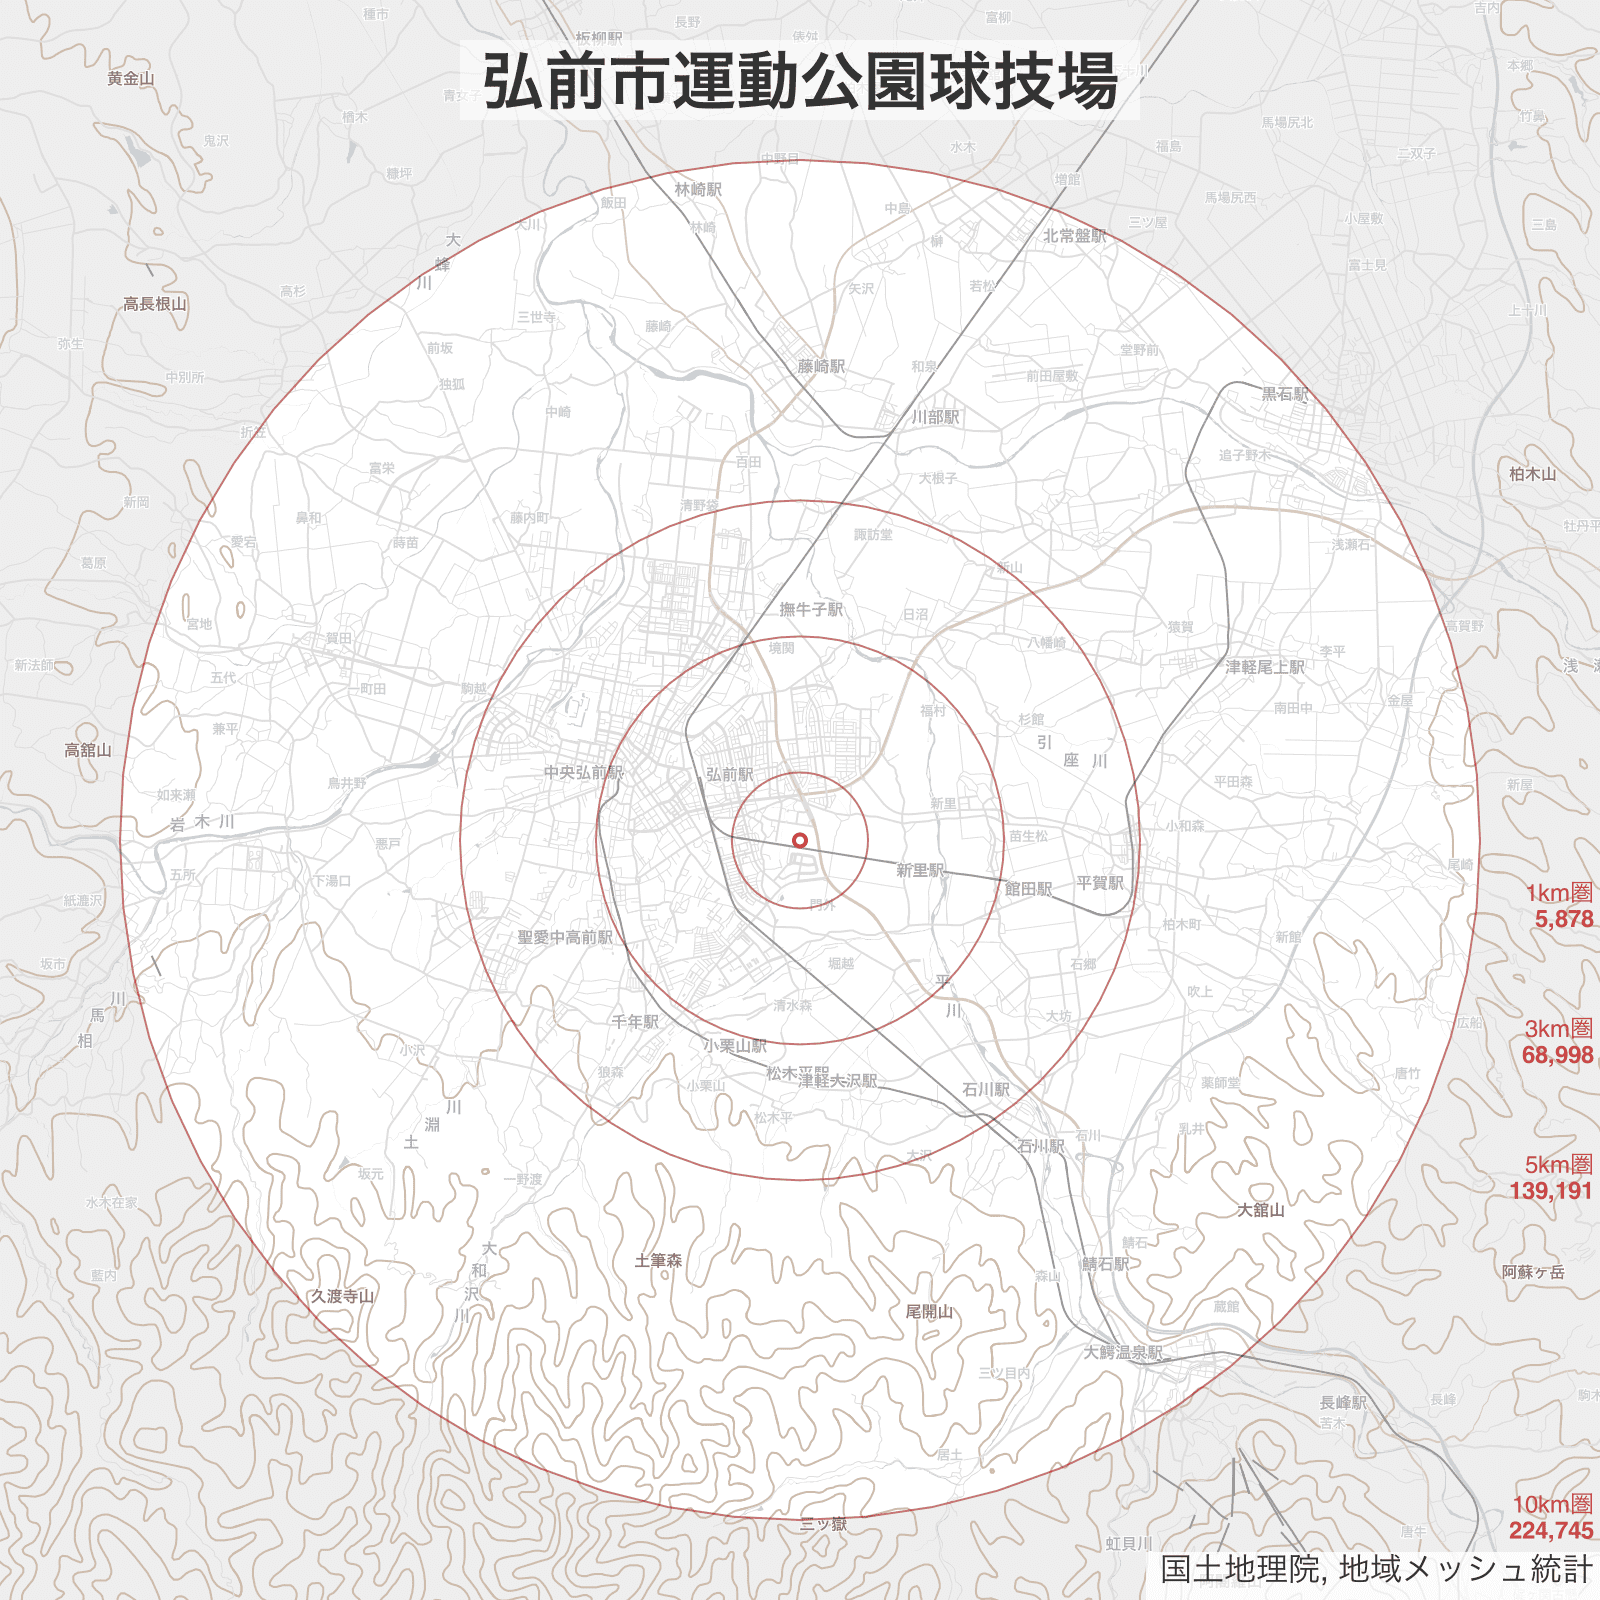 種市
長野
俵舛
富柳
吉内
板柳駅
弘前市運動公園球技場
黄金山
青女子
楢木
本郷
竹鼻
鬼沢
糠坪
中野目
水木
福島
馬場尻北
二双子
林崎駅
飯田
増館
馬場尻西
大川
林崎
中島
三ツ屋
小屋敷
三島
榊
北常盤駅
大
蜂
川
富士見
高杉
高長根山
矢沢
若松
上十川
三世寺
藤崎
弥生
前坂
堂野前
藤崎駅
和泉
前田屋敷
中別所
独狐
黒石駅
中崎
川部駅
折笠
追子野木
富栄
百田
大根子
柏木山
新岡
清野袋
鼻和
藤内町
諏訪堂
牡丹平
愛宕
蒔苗
浅瀬石
葛原
新山
撫牛子駅
日沼
宮地
猿賀
高賀野
賀田
境関
八幡崎
李平
新法師
津軽尾上駅
五代
一町田
駒越
金屋
福村
杉館
南田中
兼平
引
座
川
高舘山
中央弘前駅
弘前駅
鳥井野
平田森
新屋
如来瀬
新里
岩木川
小和森
苗生松
悪戸
五所
下湯口
新里駅
館田駅
平賀駅
尾崎
1km圏
5,878
紙漉沢
門外
柏木町
聖愛中高前駅
新館
坂市
堀越
石郷
平
川
川
馬
相
清水森
吹上
千年駅
大坊
広船
3km圏
68,998
小沢
小栗山駅
狼森
松木平駅
津軽大沢駅
小栗山
石川駅
薬師堂
唐竹
川
淵
土
松木平
石川
乳井
石川駅
大沢
坂元
一野渡
5km圏
139,191
水木在家
大舘山
大
和
沢
川
鯖石
土筆森
鯖石駅
藍内
森山
阿蘇ヶ岳
久渡寺山
尾開山
蔵館
大鰐温泉駅
三ツ目内
長峰駅
長峰
苦木
居土
10km圏
224,745
三ツ嶽
唐牛
虹貝川
国土地理院, 地域メッシュ統計